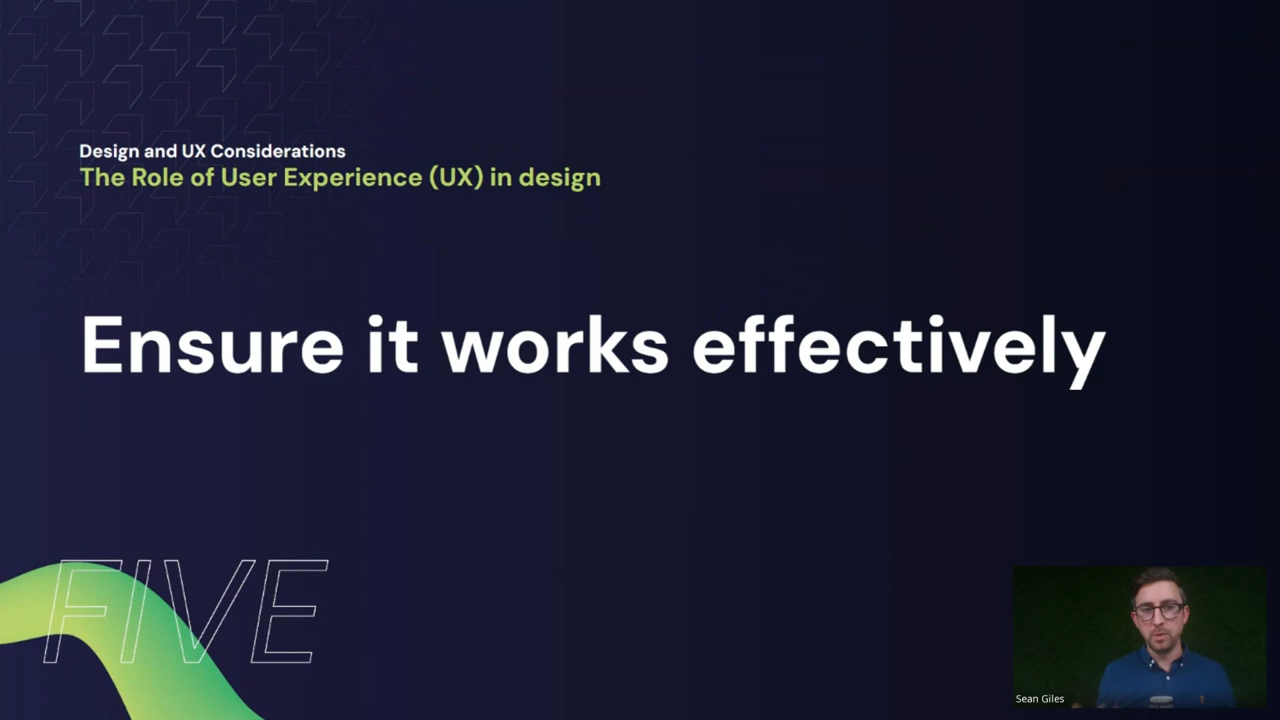 Design and UX Considerations
The Role of User Experience (UX) in design
Ensure it works effectively
FIVE
Sean Giles